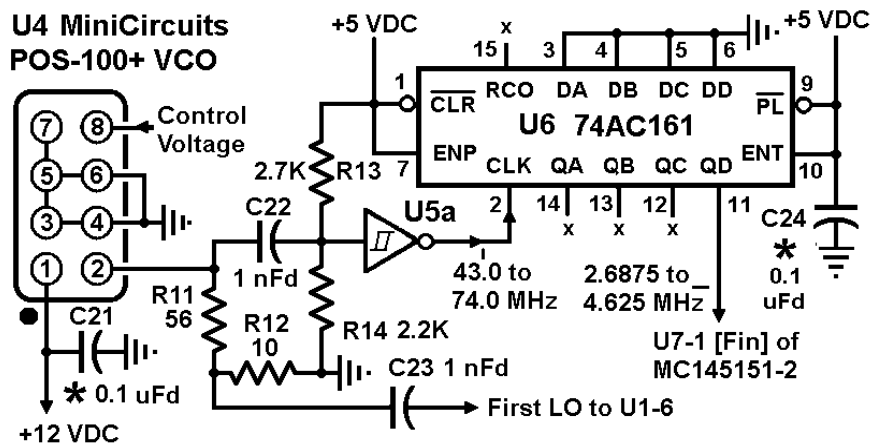 U4 MiniCircuits
POS-100+ VCO
+5 VDC
+5 VDC
x
15
3
4
5
6
1
9
CLR
RCO
DA
DB
DC
DD
PL
U6 74AC161
7
ENP
CLK
QA
QB
QC
QD
ENT
10
2
14
13
12
11
x
x
x
7
8
Control
Voltage
5
6
3
4
1
2
2.7K
R13
C22
1 nFd
U5a
43.0 to
74.0 MHz
2.6875 to
4.625 MHz
C24
*
0.1
uFd
R11
56
C21
* 0.1 uFd
R12
10
R14 2.2K
U7-1 [Fin] of
MC145151-2
C23 1 nFd
First LO to U1-6
+12 VDC